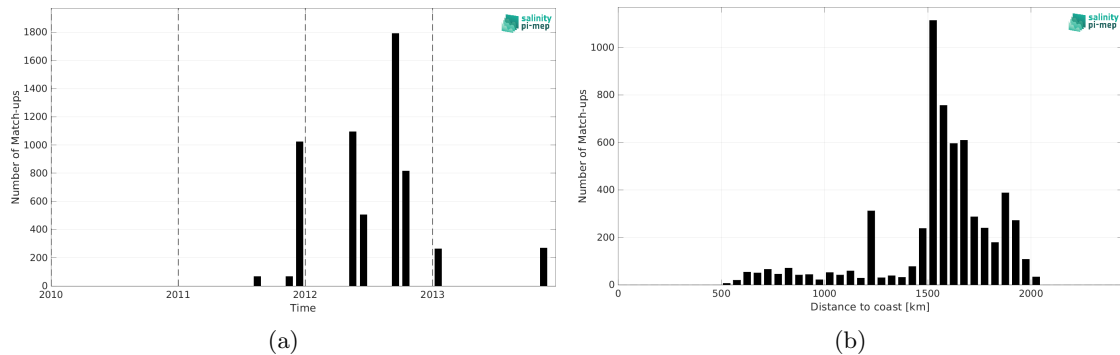 salinity
pi-mep
1800
1600
1400
1200
1000
800
600
400
200
0
Number of Match-ups
2010
2011
2012
2013
Time
(a)
salinity
pi-mep
1000
800
600
400
200
0
Number of Match-ups
0
500
1000
1500
2000
Distance to coast [km]
(b)